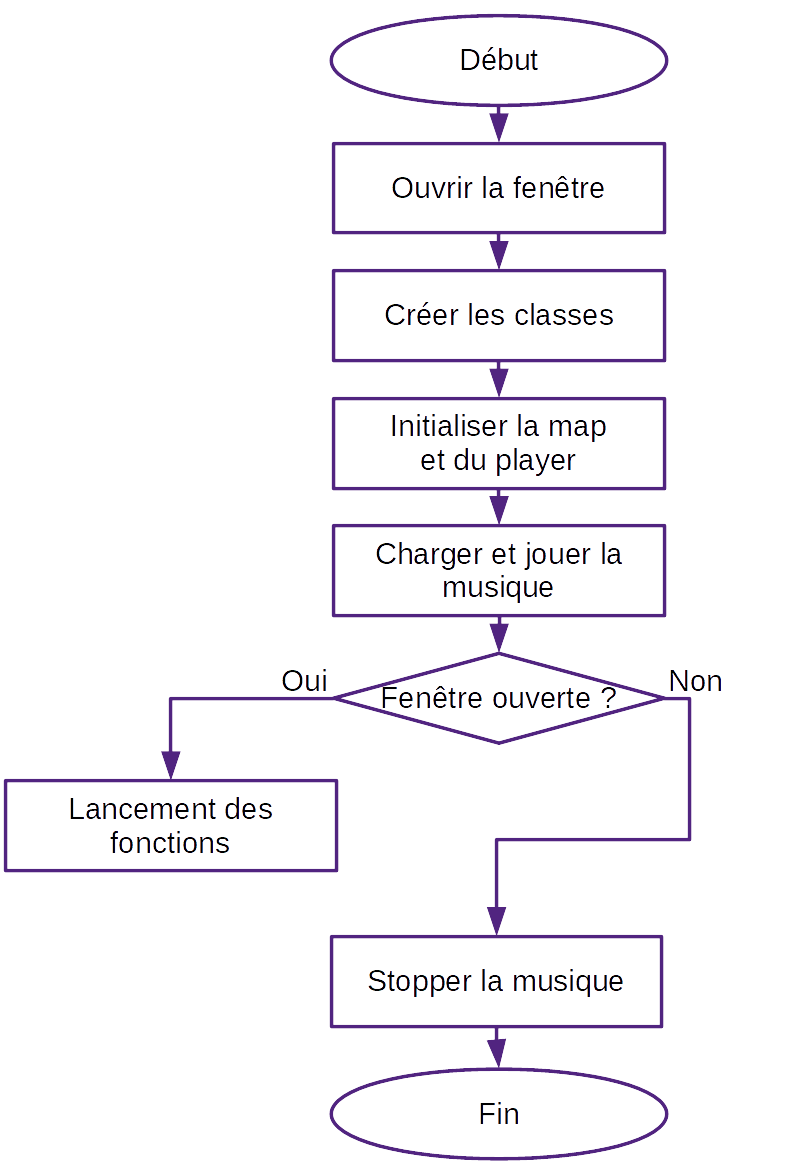 Début
Ouvrir la fenêtre
Créer les classes
Initialiser la map
et du player
Charger et jouer la
musique
Oui
Non
Fenêtre ouverte ?
Lancement des
fonctions
Stopper la musique
Fin